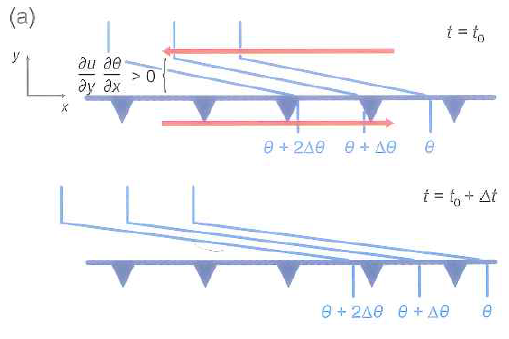 (a)
t = t₀
y
x
∂u ∂θ
∂y ∂x
> 0
θ + 2Δθ θ + Δθ θ
t = t₀ + Δt
θ + 2Δθ θ + Δθ θ